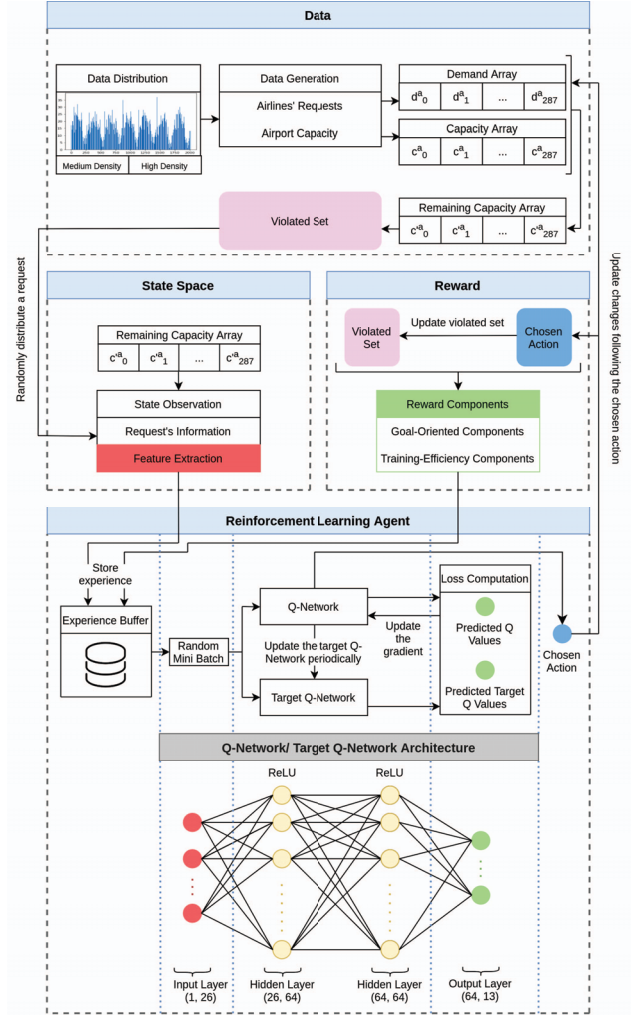 Data
Data Distribution
Medium Density
High Density
Data Generation
Airlines' Requests
Airport Capacity
Demand Array
d^a_0 d^a_1 ... d^a_287
Capacity Array
c^a_0 c^a_1 ... c^a_287
Violated Set
Remaining Capacity Array
c'^a_0 c'^a_1 ... c'^a_287
Randomly distribute a request
Update changes following the chosen action
State Space
Remaining Capacity Array
c'^a_0 c'^a_1 ... c'^a_287
State Observation
Request's Information
Feature Extraction
Reward
Violated
Set
Update violated set
Chosen
Action
Reward Components
Goal-Oriented Components
Training-Efficiency Components
Reinforcement Learning Agent
Store
experience
Experience Buffer
Random
Mini Batch
Q-Network
Update the target Q-
Network periodically
Target Q-Network
Update
the
gradient
Loss Computation
Predicted Q
Values
Predicted Target
Q Values
Chosen
Action
Q-Network/ Target Q-Network Architecture
ReLU
ReLU
Input Layer
(1, 26)
Hidden Layer
(26, 64)
Hidden Layer
(64, 64)
Output Layer
(64, 13)